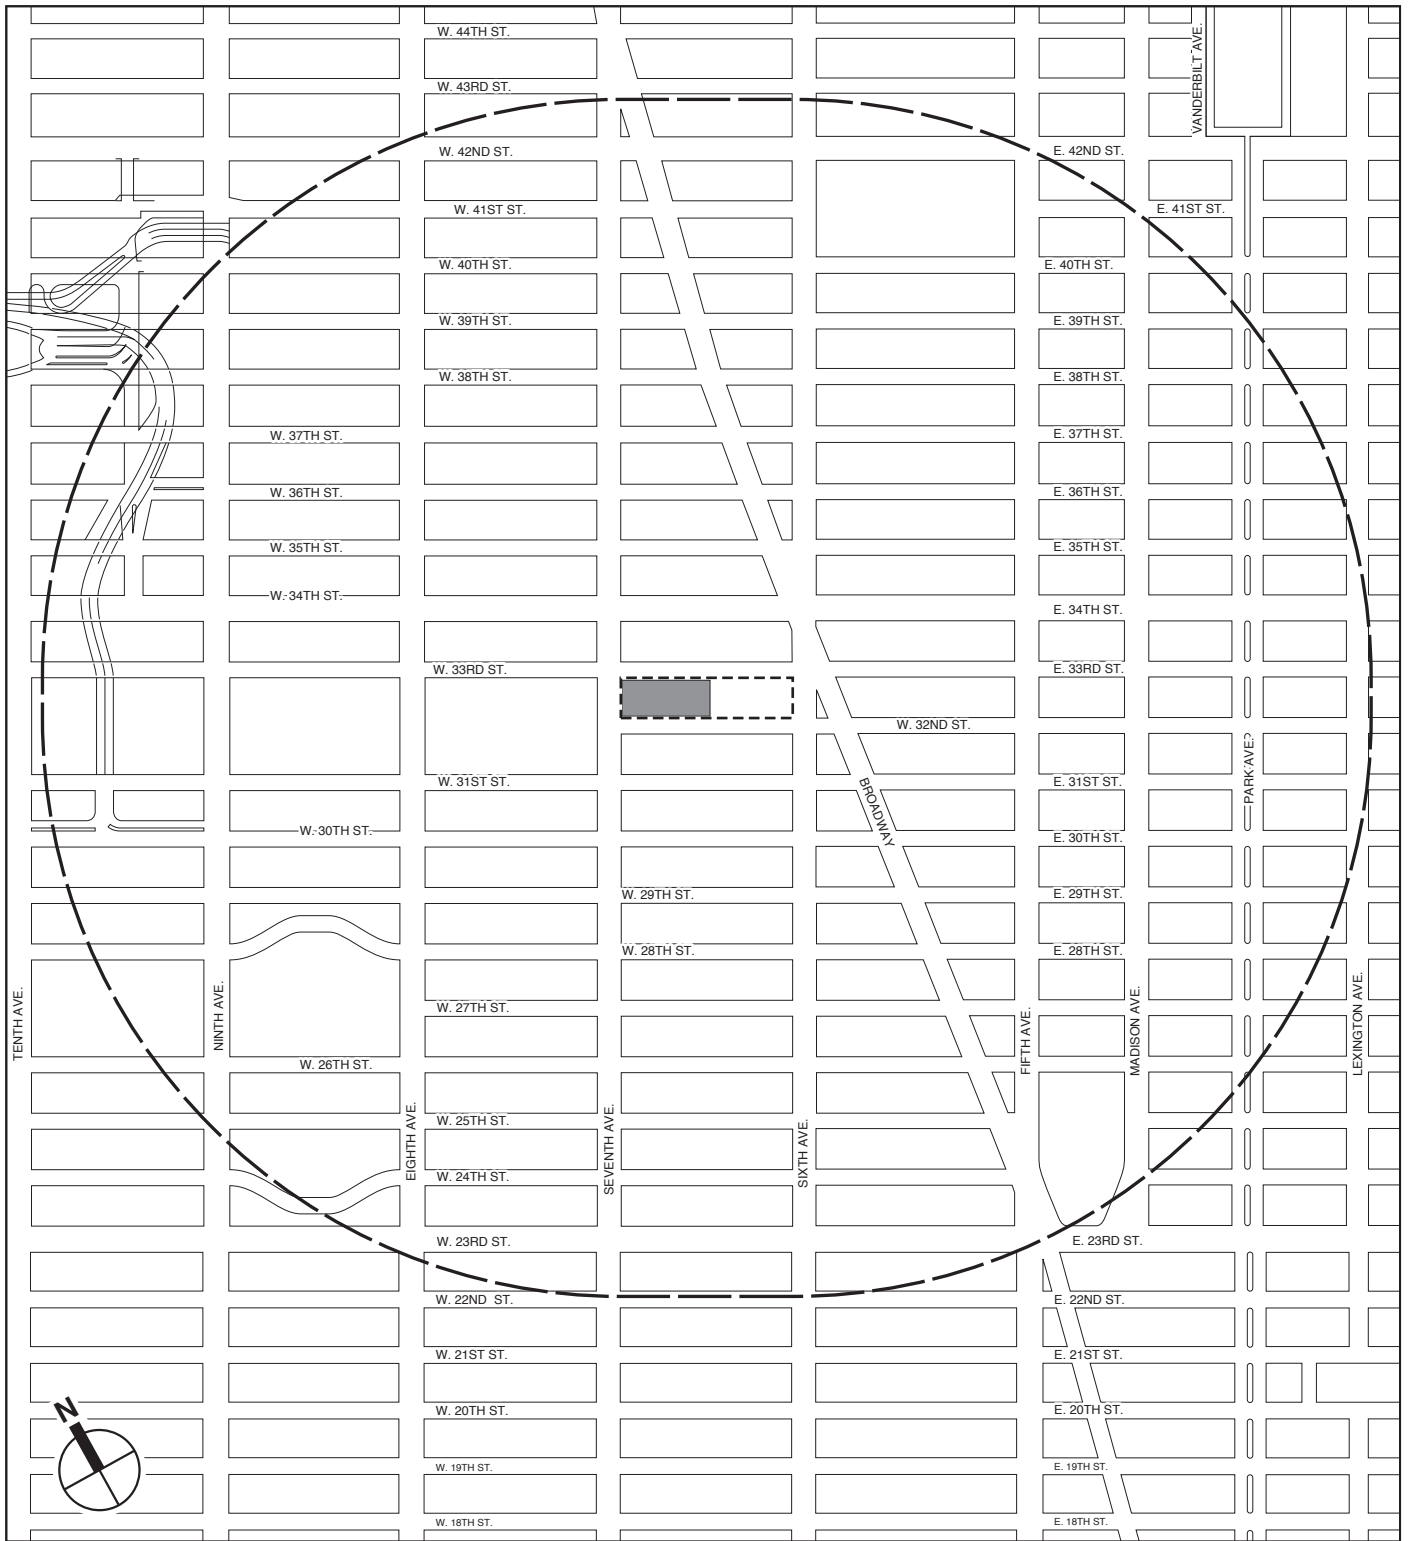 W. 44TH ST.
VANDERBILT AVE.
W. 43RD ST.
W. 42ND ST.
E. 42ND ST.
W. 41ST ST.
E. 41ST ST.
W. 40TH ST.
E. 40TH ST.
W. 39TH ST.
E. 39TH ST.
W. 38TH ST.
E. 38TH ST.
W. 37TH ST.
E. 37TH ST.
W. 36TH ST.
E. 36TH ST.
W. 35TH ST.
E. 35TH ST.
W. 34TH ST.
E. 34TH ST.
W. 33RD ST.
E. 33RD ST.
W. 32ND ST.
PARK AVE.
W. 31ST ST.
E. 31ST ST.
BROADWAY
W. 30TH ST.
E. 30TH ST.
W. 29TH ST.
E. 29TH ST.
W. 28TH ST.
E. 28TH ST.
TENTH AVE.
NINTH AVE.
W. 27TH ST.
FIFTH AVE.
MADISON AVE.
LEXINGTON AVE.
W. 26TH ST.
EIGHTH AVE.
W. 25TH ST.
SEVENTH AVE.
SIXTH AVE.
W. 24TH ST.
W. 23RD ST.
E. 23RD ST.
W. 22ND ST.
E. 22ND ST.
W. 21ST ST.
E. 21ST ST.
N
W. 20TH ST.
E. 20TH ST.
W. 19TH ST.
E. 19TH ST.
W. 18TH ST.
E. 18TH ST.